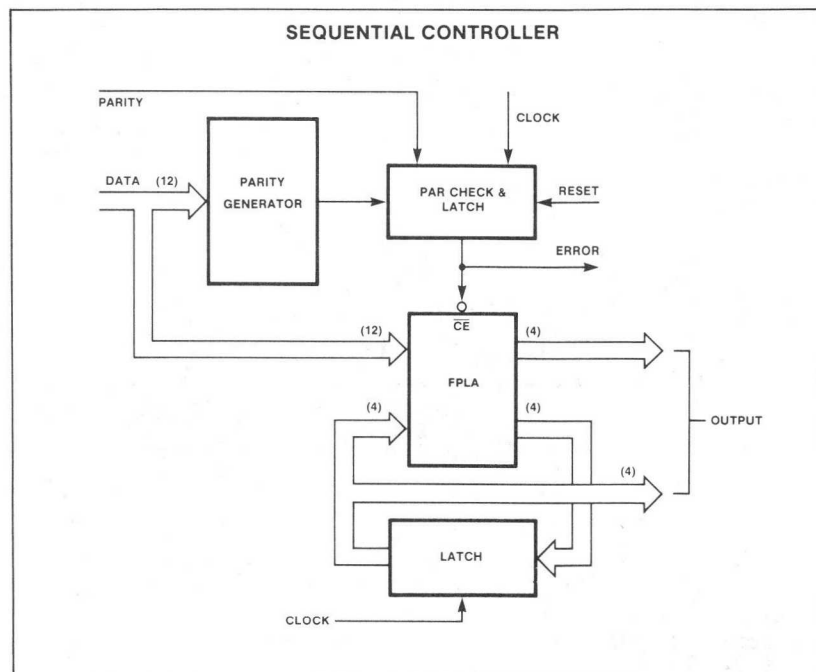 SEQUENTIAL CONTROLLER
PARITY
CLOCK
DATA (12)
PARITY
GENERATOR
PAR CHECK &
LATCH
RESET
ERROR
CE
(12)
(4)
FPLA
(4)
(4)
OUTPUT
(4)
LATCH
CLOCK